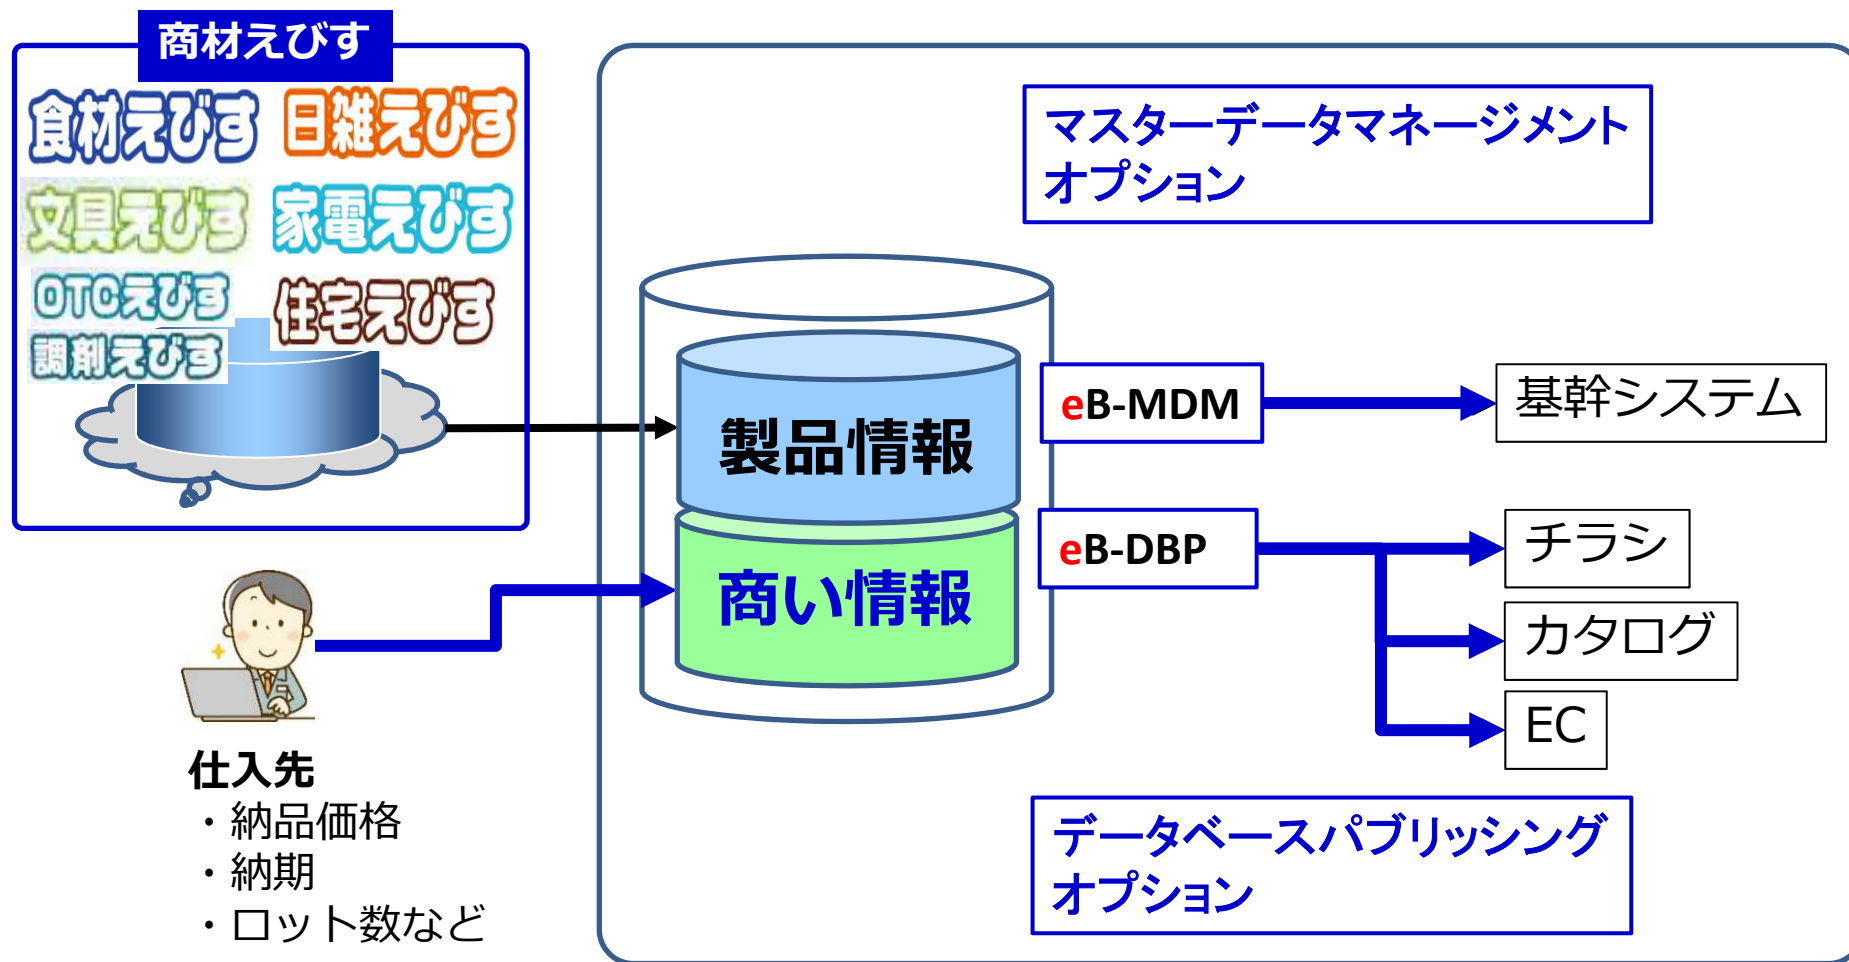 商材えびす
食材えびす
日雑えびす
文具えびす
家電えびす
OTCえびす
住宅えびす
調剤えびす
仕入先
・納品価格
・納期
・ロット数など
マスターデータマネージメント
オプション
製品情報
商い情報
eB-MDM
基幹システム
eB-DBP
チラシ
カタログ
EC
データベースパブリッシング
オプション